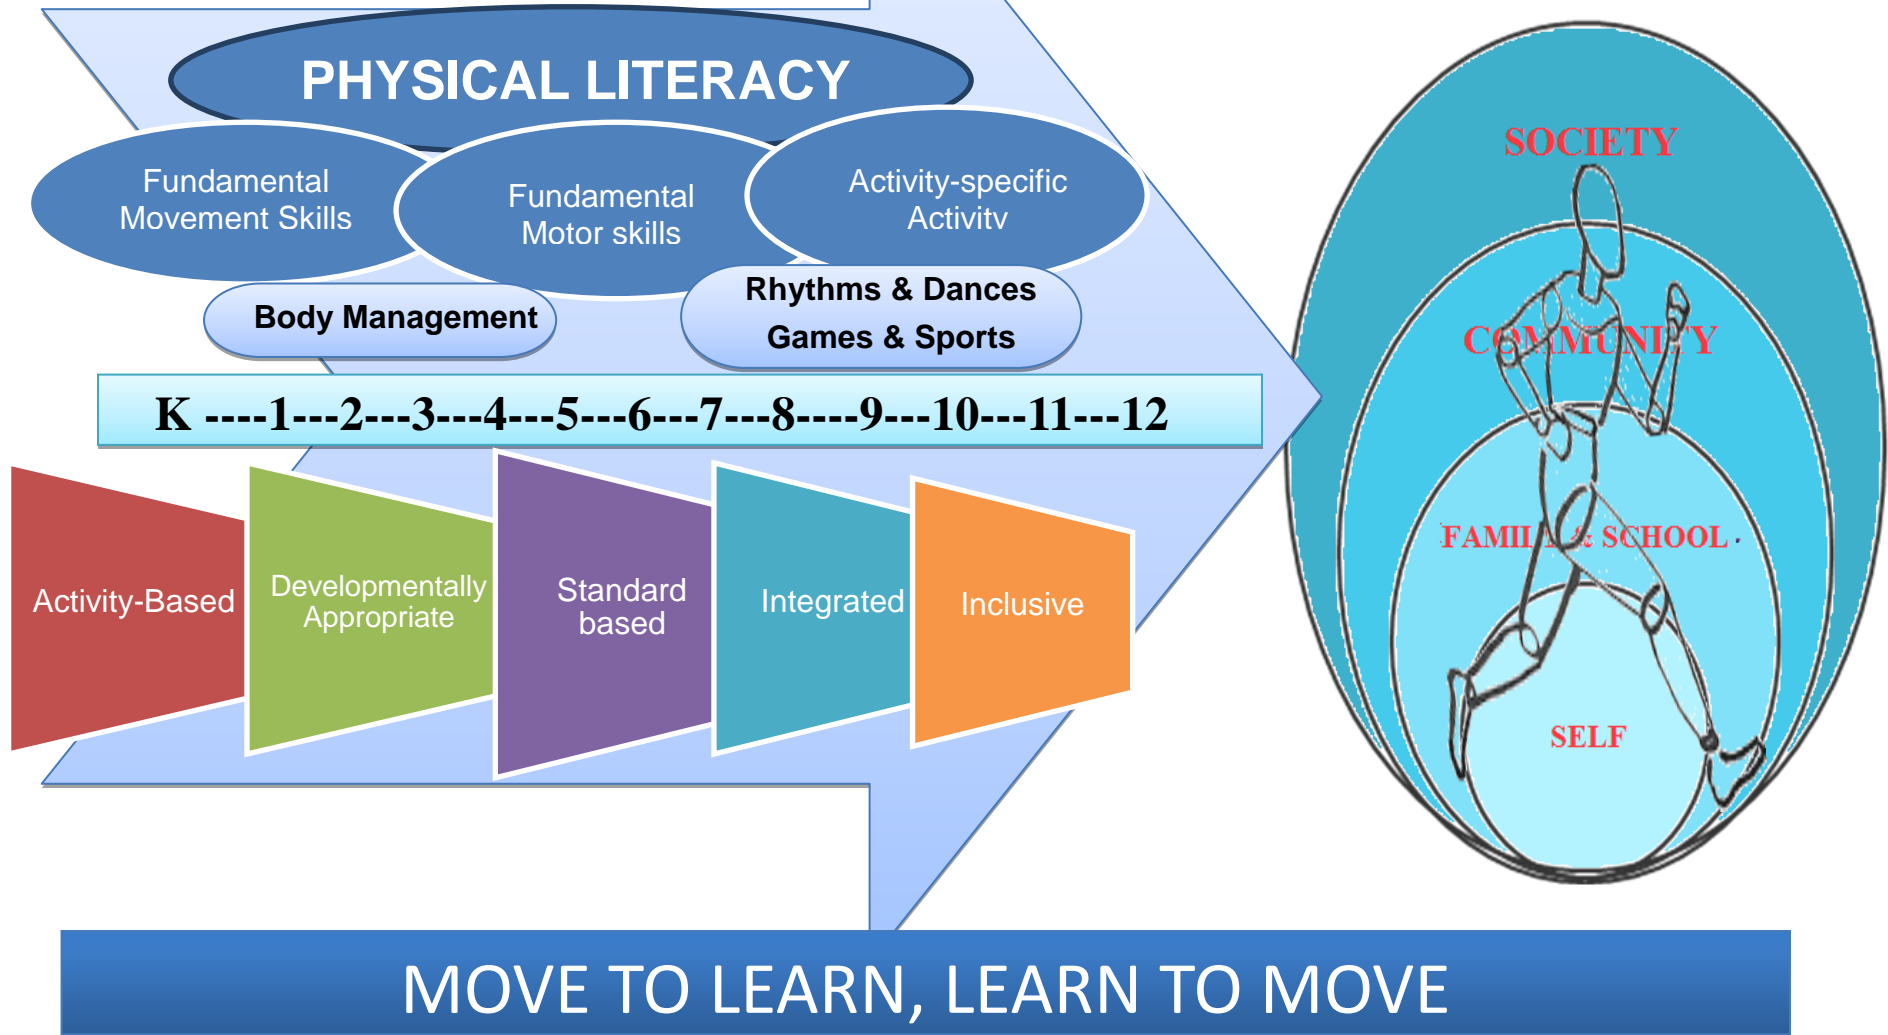 PHYSICAL LITERACY
Fundamental
Movement Skills
Fundamental
Motor skills
Activity-specific
Activity
Body Management
Rhythms & Dances
Games & Sports
K ----1---2---3---4---5---6---7---8----9---10---11---12
Activity-Based
Developmentally
Appropriate
Standard
based
Integrated
Inclusive
SOCIETY
COMMUNITY
FAMILY & SCHOOL
SELF
MOVE TO LEARN, LEARN TO MOVE